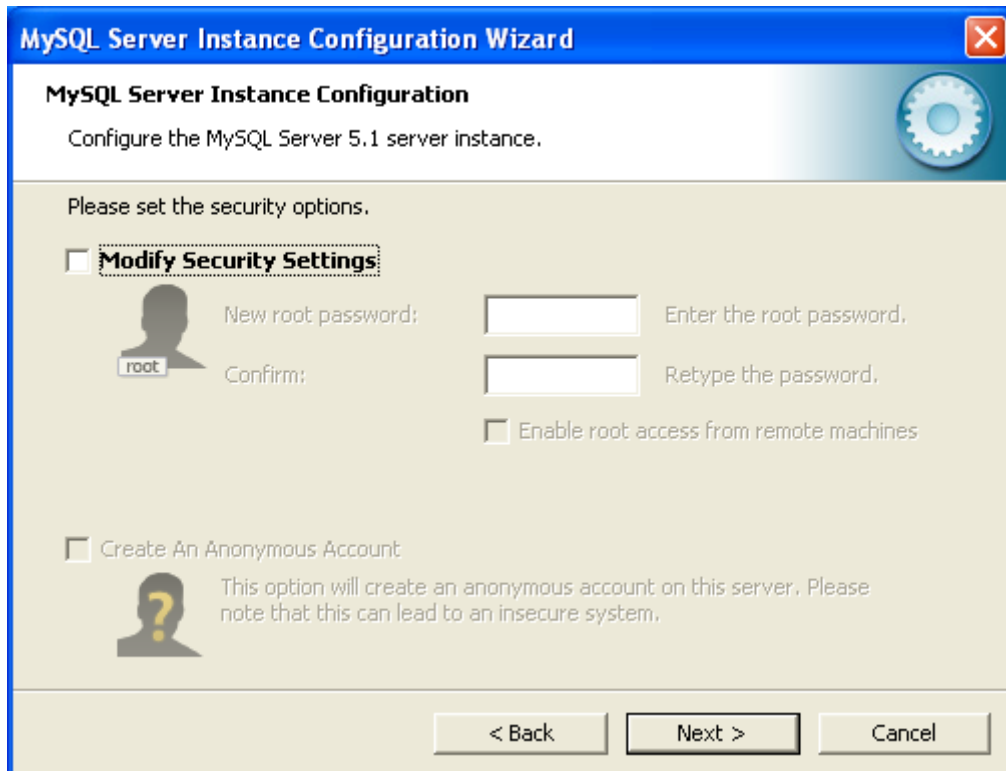 MySQL Server Instance Configuration Wizard
MySQL Server Instance Configuration
Configure the MySQL Server 5.1 server instance.
Please set the security options.
Modify Security Settings
root
New root password:
Enter the root password.
Confirm:
Retype the password.
Enable root access from remote machines
Create An Anonymous Account
?
This option will create an anonymous account on this server. Please
note that this can lead to an insecure system.
< Back
Next >
Cancel